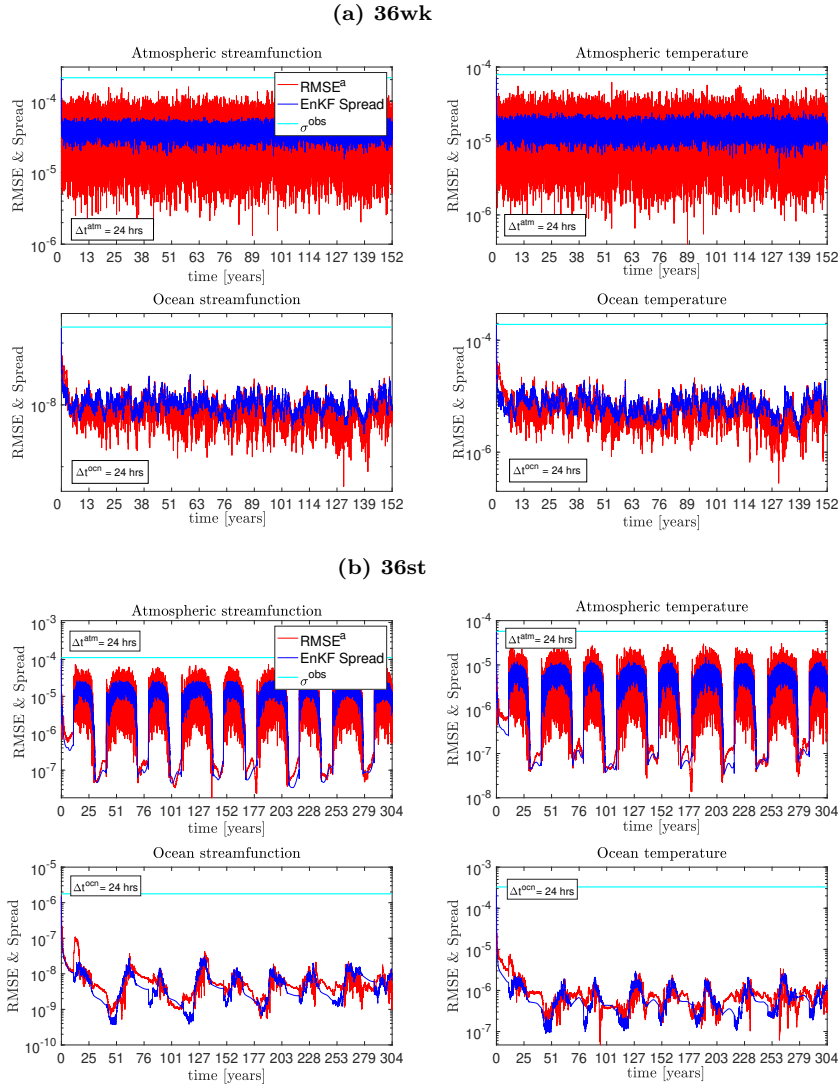 (a) 36wk
Atmospheric streamfunction
RMSE & Spread
10^-4
10^-5
10^-6
RMSE^a
EnKF Spread
σ^obs
Δt^atm = 24 hrs
0 13 25 38 51 63 76 89 101 114 127 139 152
time [years]
Atmospheric temperature
RMSE & Spread
10^-4
10^-5
10^-6
Δt^atm = 24 hrs
0 13 25 38 51 63 76 89 101 114 127 139 152
time [years]
Ocean streamfunction
RMSE & Spread
10^-8
Δt^ocn = 24 hrs
0 13 25 38 51 63 76 89 101 114 127 139 152
time [years]
Ocean temperature
RMSE & Spread
10^-4
10^-6
Δt^ocn = 24 hrs
0 13 25 38 51 63 76 89 101 114 127 139 152
time [years]
(b) 36st
Atmospheric streamfunction
RMSE & Spread
10^-3
10^-4
10^-5
10^-6
10^-7
Δt^atm = 24 hrs
RMSE^a
EnKF Spread
σ^obs
0 25 51 76 101 127 152 177 203 228 253 279 304
time [years]
Atmospheric temperature
RMSE & Spread
10^-4
10^-5
10^-6
10^-7
10^-8
Δt^atm = 24 hrs
0 25 51 76 101 127 152 177 203 228 253 279 304
time [years]
Ocean streamfunction
RMSE & Spread
10^-5
10^-6
10^-7
10^-8
10^-9
10^-10
Δt^ocn = 24 hrs
0 25 51 76 101 127 152 177 203 228 253 279 304
time [years]
Ocean temperature
RMSE & Spread
10^-3
10^-4
10^-5
10^-6
10^-7
Δt^ocn = 24 hrs
0 25 51 76 101 127 152 177 203 228 253 279 304
time [years]